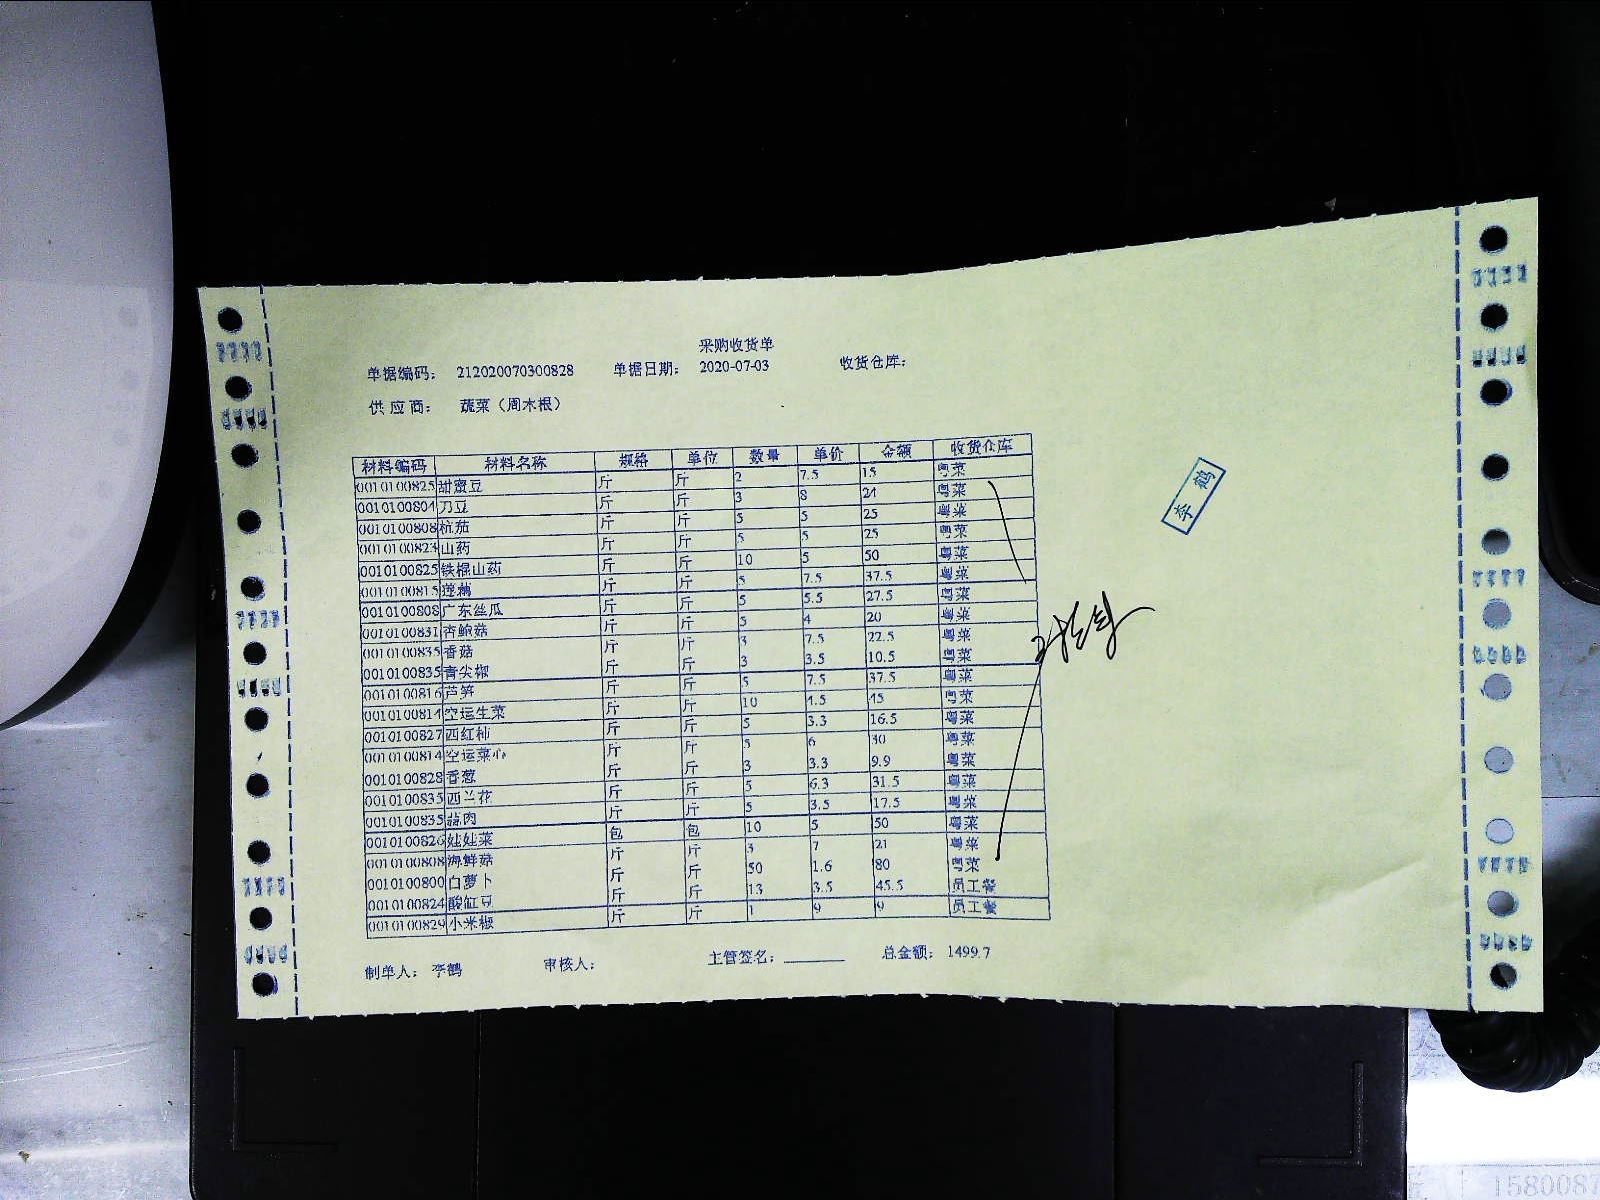 采购收货单
单据编码： 212020070300828 单据日期： 2020-07-03 收货仓库：
供应商： 蔬菜（周木根）
材料编码 材料名称 规格 单位 数量 单价 金额 收货仓库
0010100825 甜蜜豆 斤 斤 2 7.5 15 粤菜
0010100804 刀豆 斤 斤 3 8 24 粤菜
0010100808 杭茄 斤 斤 5 5 25 粤菜
0010100823 山药 斤 斤 5 5 25 粤菜
0010100825 铁棍山药 斤 斤 10 5 50 粤菜
0010100815 莲藕 斤 斤 5 7.5 37.5 粤菜
0010100808 广东丝瓜 斤 斤 5 5.5 27.5 粤菜
0010100831 杏鲍菇 斤 斤 5 4 20 粤菜
0010100835 香菇 斤 斤 3 7.5 22.5 粤菜
0010100835 青尖椒 斤 斤 3 3.5 10.5 粤菜
0010100816 芦笋 斤 斤 5 7.5 37.5 粤菜
0010100814 空运生菜 斤 斤 10 4.5 45 粤菜
0010100827 西红柿 斤 斤 5 3.3 16.5 粤菜
0010100814 空运菜心 斤 斤 5 6 30 粤菜
0010100828 香葱 斤 斤 3 3.3 9.9 粤菜
0010100835 西兰花 斤 斤 5 6.3 31.5 粤菜
0010100835 蒜肉 斤 斤 5 3.5 17.5 粤菜
0010100826 娃娃菜 包 包 10 5 50 粤菜
0010100808 海鲜菇 斤 斤 3 7 21 粤菜
0010100800 白萝卜 斤 斤 50 1.6 80 粤菜
0010100824 酸缸豆 斤 斤 13 3.5 45.5 员工餐
0010100829 小米椒 斤 斤 1 9 9 员工餐
制单人： 李鹤 审核人： 主管签名： 总金额： 1499.7
李鹤
1580087